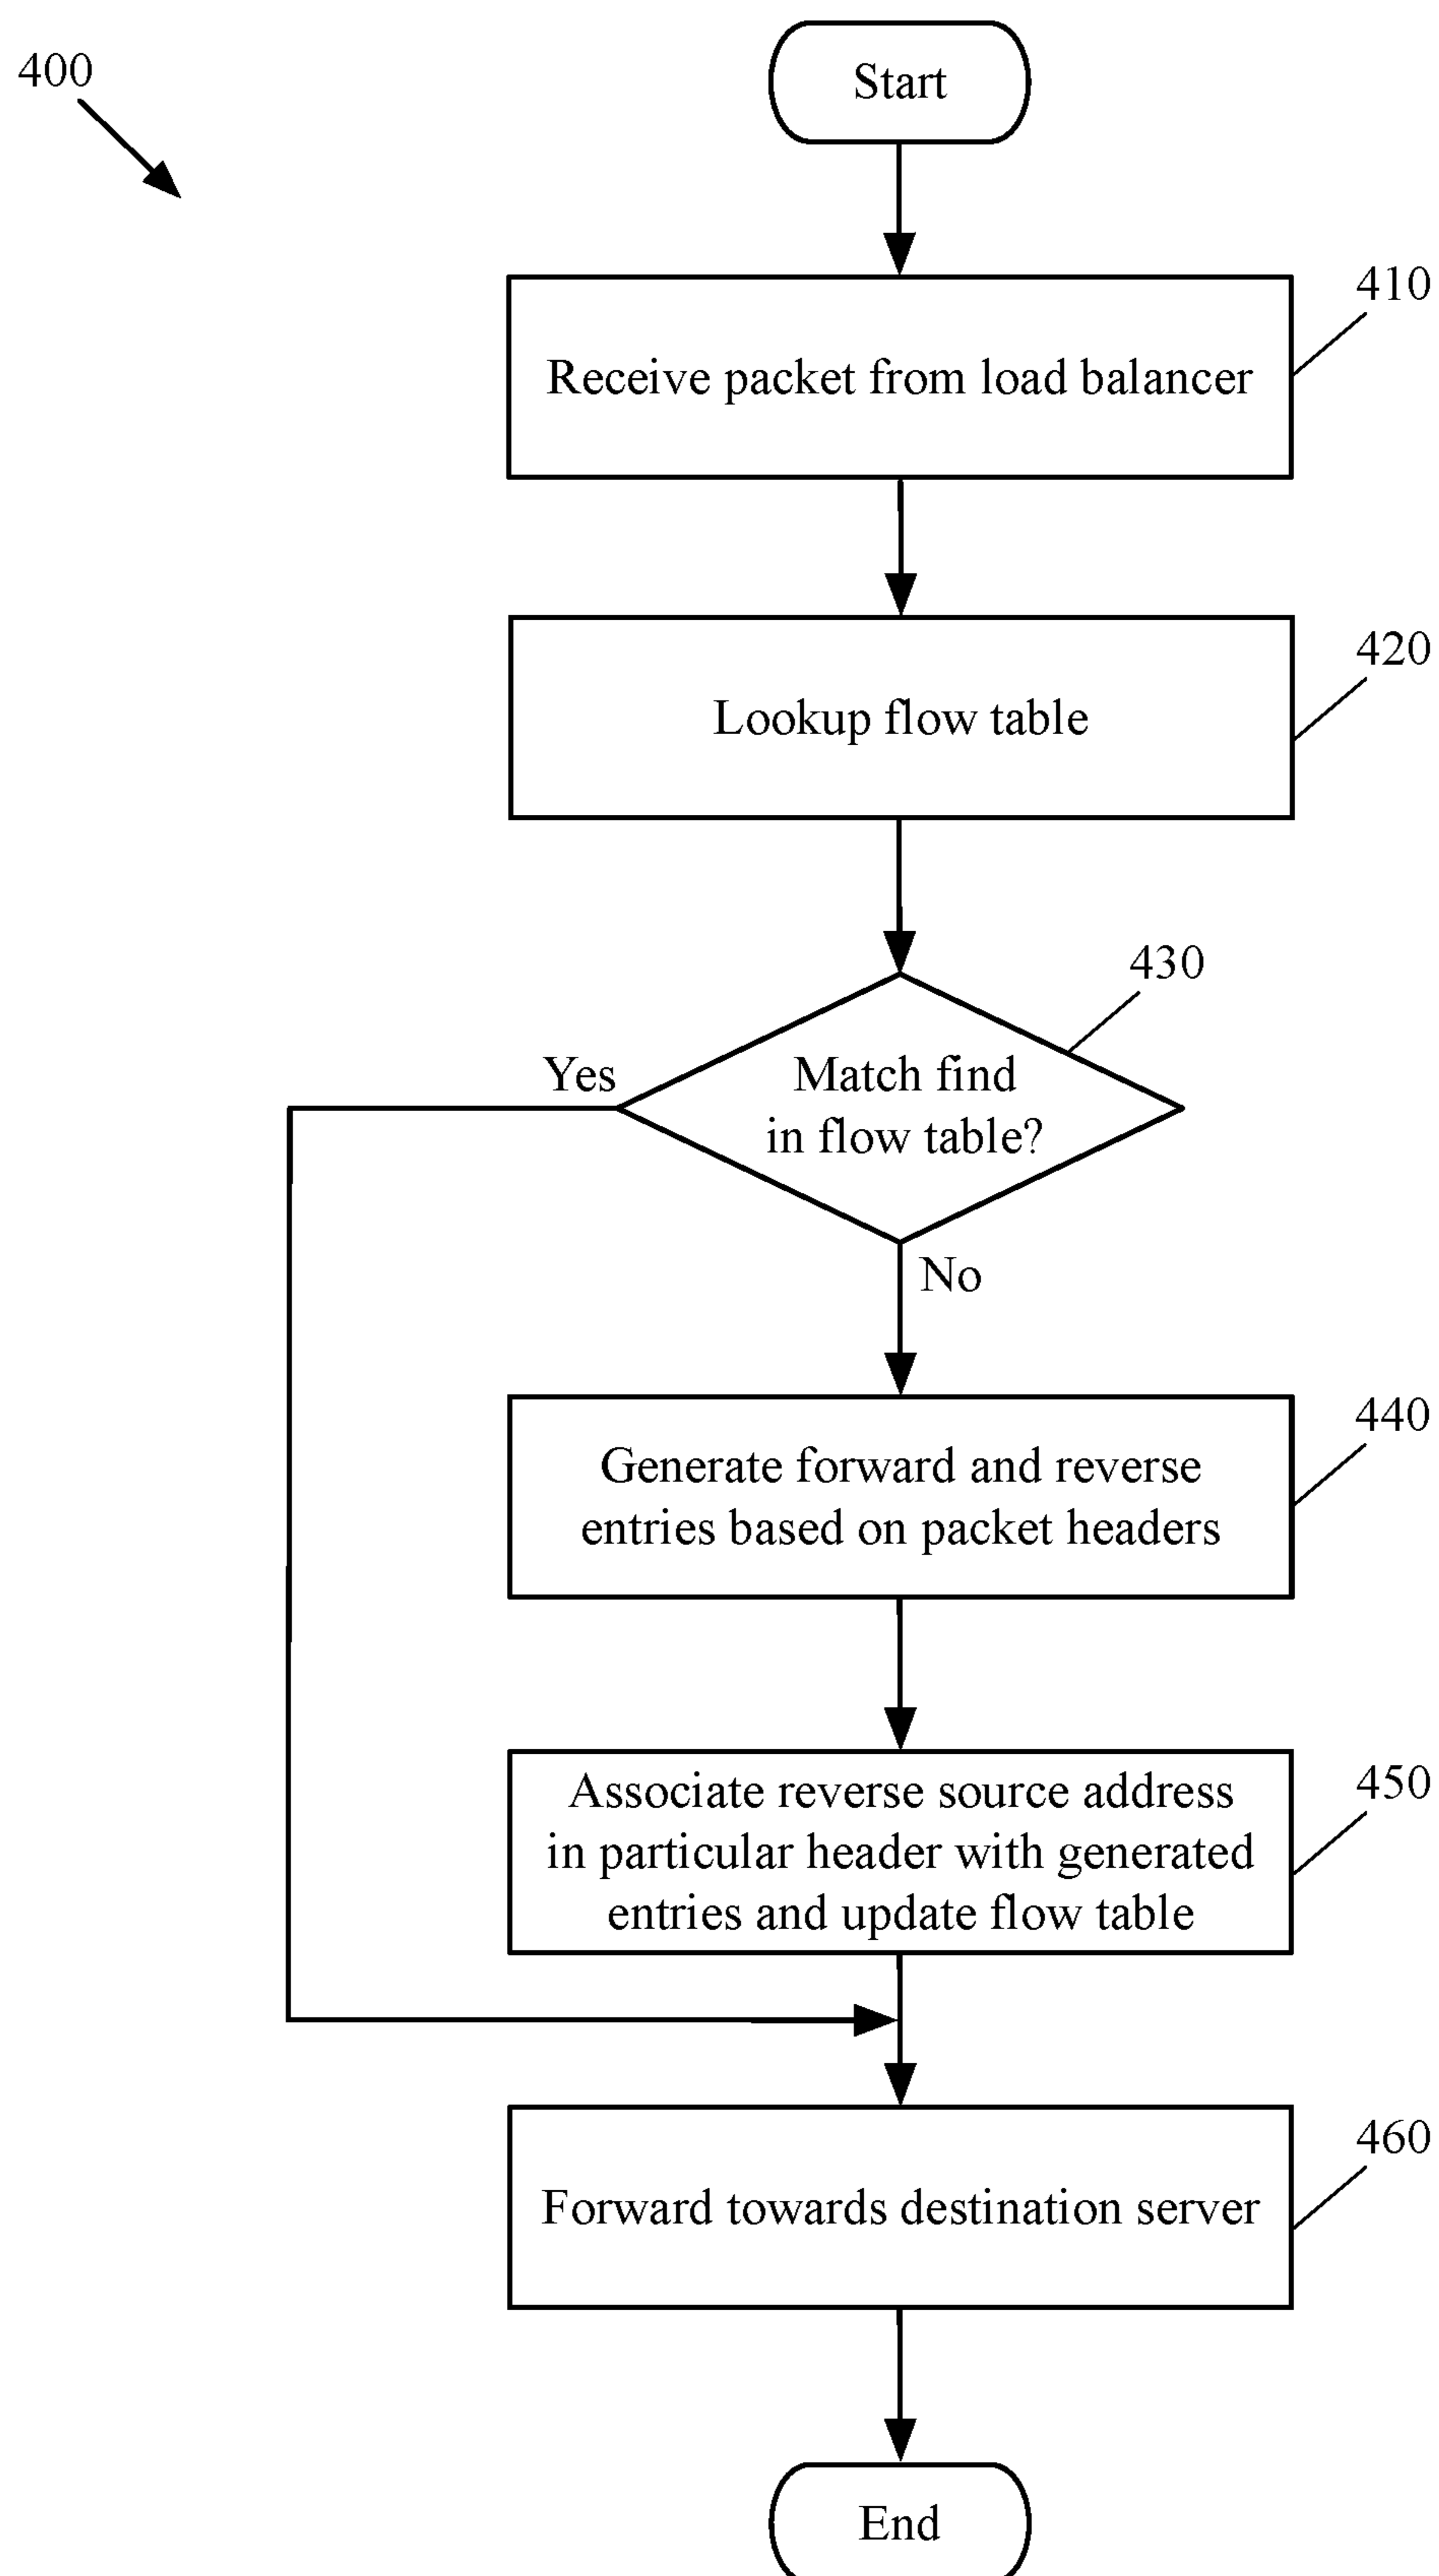 400
Start
410
Receive packet from load balancer
420
Lookup flow table
430
Yes
Match find
in flow table?
No
440
Generate forward and reverse
entries based on packet headers
450
Associate reverse source address
in particular header with generated
entries and update flow table
460
Forward towards destination server
End